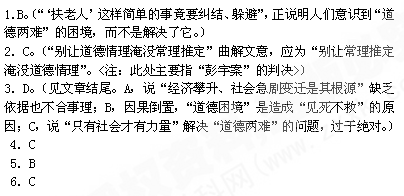 1.B。(“‘扶老人’这样简单的事竟要纠结、躲避”,正说明人们意识到“道
德两难”的困境,而不是解决了它。)
2. C。(“别让道德情理淹没常理推定”曲解文意,应为“别让常理推定
淹没道德情理”。<注:此处主要指“彭宇案”的判决>)
3. D。(见文章结尾。A,说“经济攀升、社会急剧变迁是其根源”缺乏
依据也不合事理;B,因果倒置,“道德困境”是造成“见死不救”的原
因;C,说“只有社会才有力量”解决“道德两难”的问题,过于绝对。)
4. C
5. B
6. C